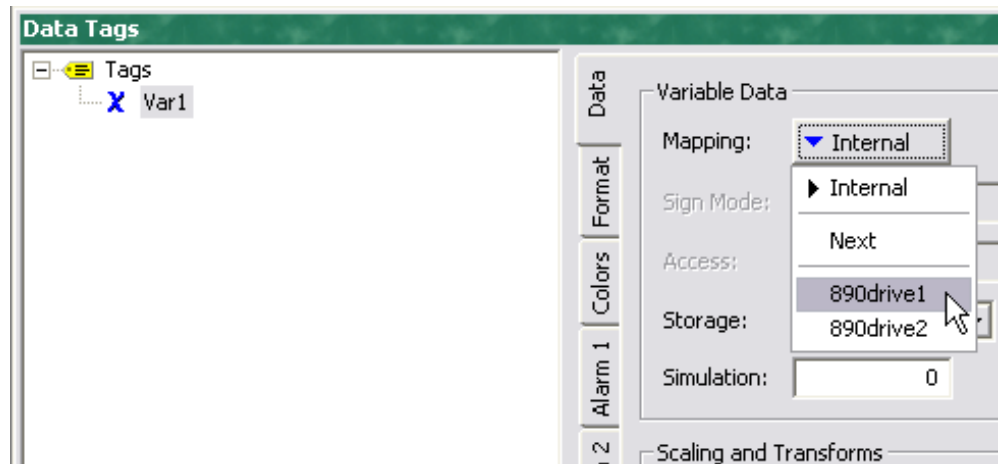 Data Tags
Tags
Var1
Data
Format
Colors
Alarm 1
2
Variable Data
Mapping:
Internal
Internal
Next
890drive1
890drive2
Sign Mode:
Access:
Storage:
Simulation:
0
Scaling and Transforms